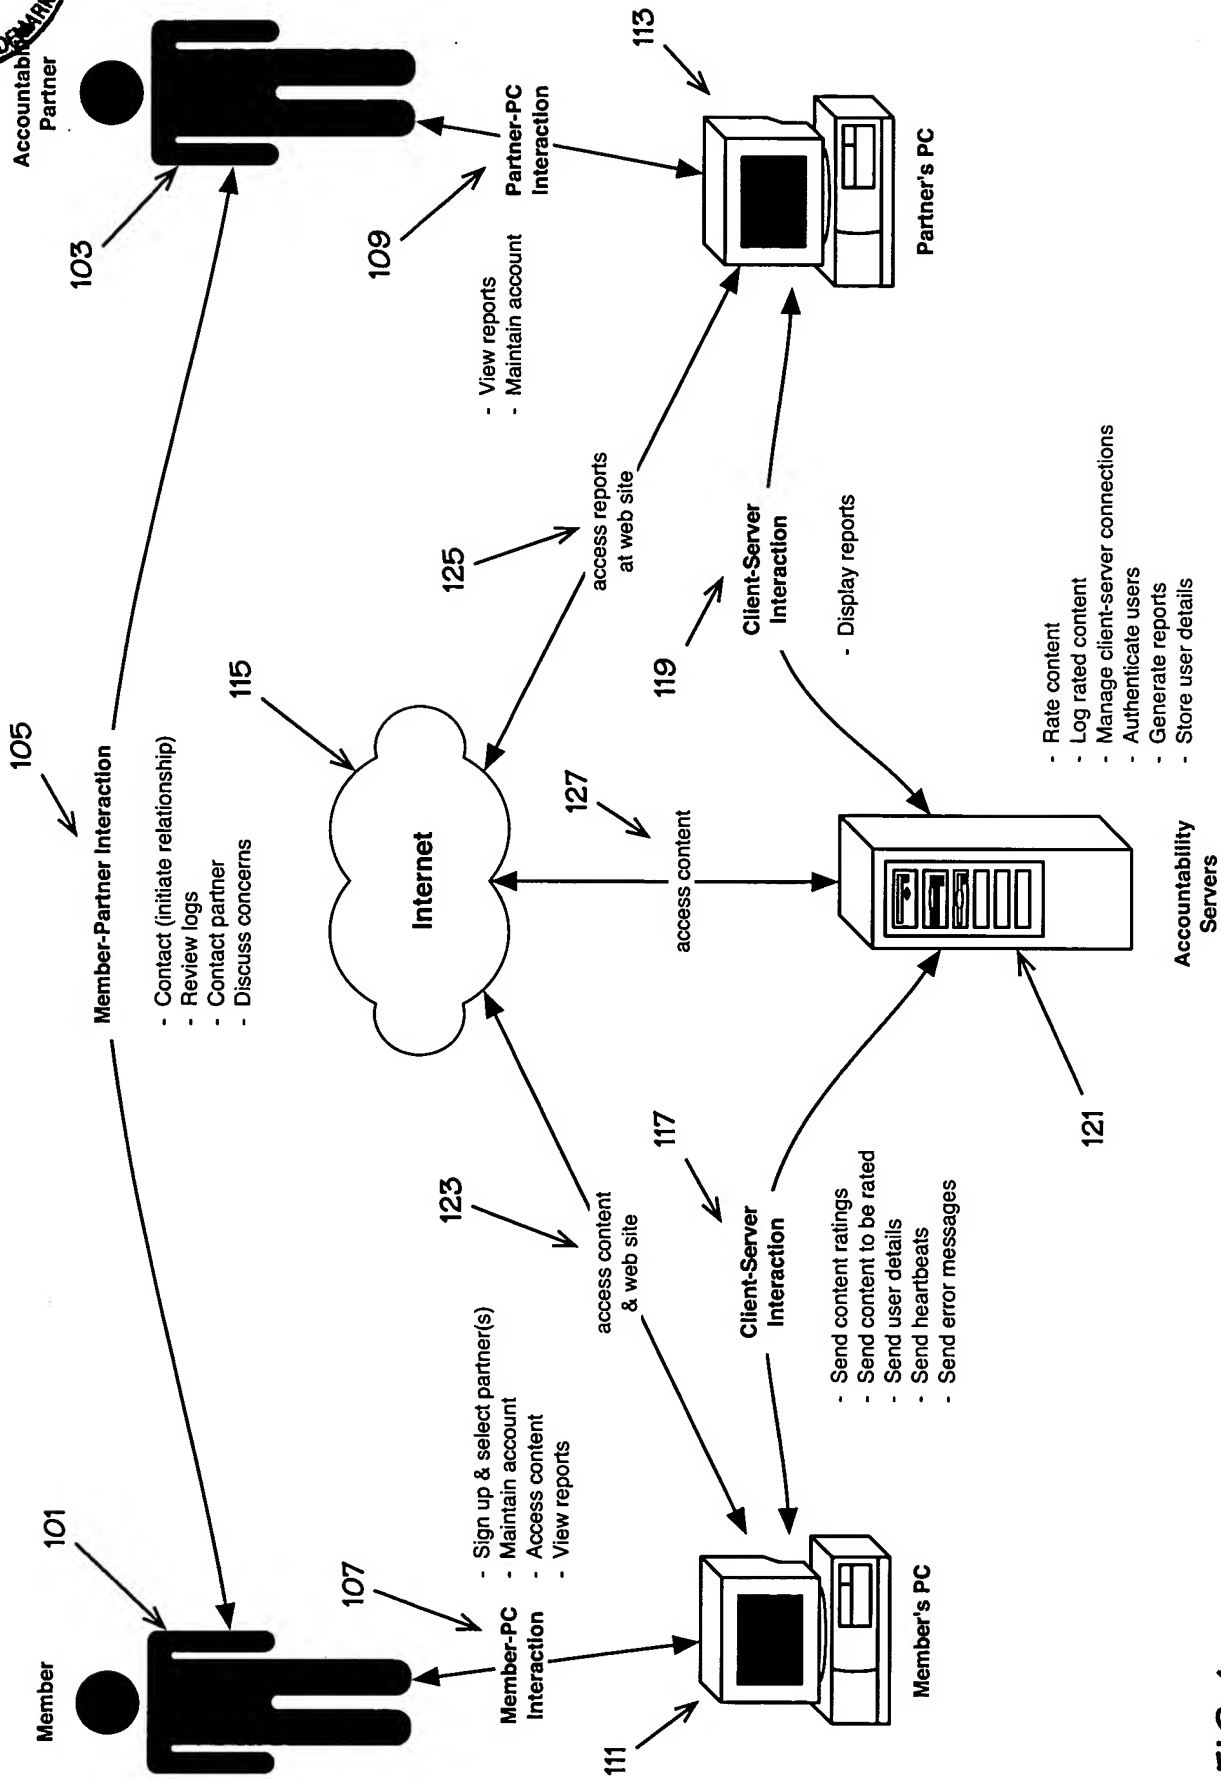 Member
101
Member-Partner Interaction
105
- Contact (initiate relationship)
- Review logs
- Contact partner
- Discuss concerns
Accountability
Partner
103
107
Member-PC
Interaction
- Sign up & select partner(s)
- Maintain account
- Access content
- View reports
115
Internet
109
Partner-PC
Interaction
- View reports
- Maintain account
111
Member's PC
123
access content
& web site
127
access content
125
access reports
at web site
113
Partner's PC
117
Client-Server
Interaction
- Send content ratings
- Send content to be rated
- Send user details
- Send heartbeats
- Send error messages
119
Client-Server
Interaction
- Display reports
121
Accountability
Servers
- Rate content
- Log rated content
- Manage client-server connections
- Authenticate users
- Generate reports
- Store user details